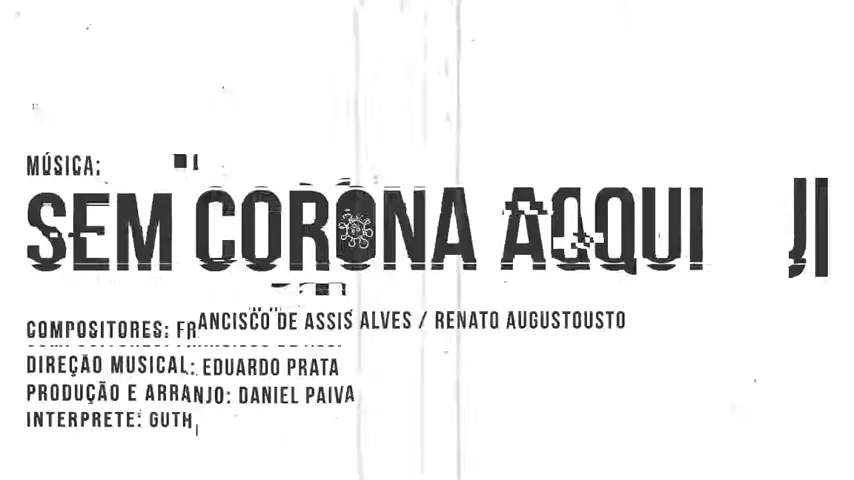 MÚSICA:
SEM CORONA AQQUI JI
COMPOSITORES: FRANCISCO DE ASSIS ALVES / RENATO AUGUSTOUSTO
DIREÇÃO MUSICAL: EDUARDO PRATA
PRODUÇÃO E ARRANJO: DANIEL PAIVA
INTERPRETE: GUTH